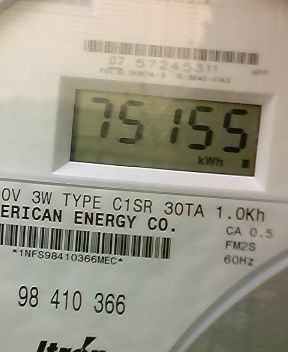 07 57245311
75155
kWh
0V 3W TYPE C1SR 30TA 1.0Kh
ERICAN ENERGY CO.
CA 0.5
FM2S
60Hz
*1NFS98410366MEC*
98 410 366
Itron